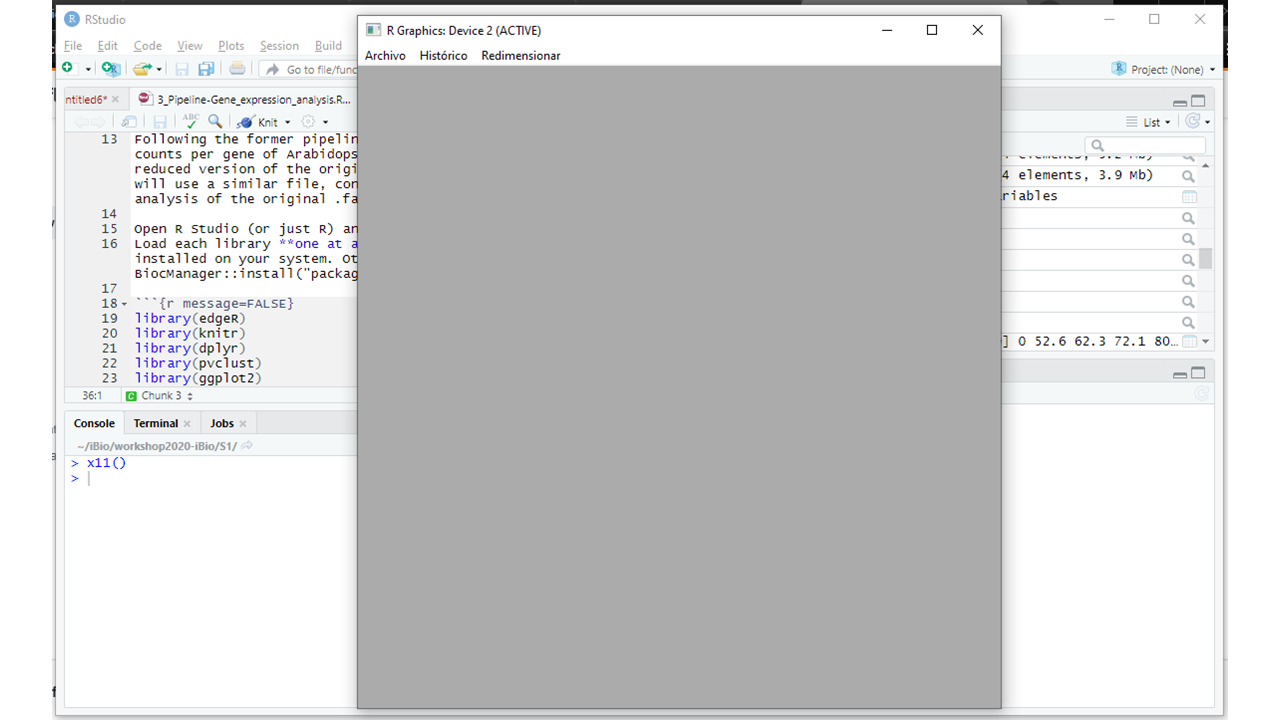 RStudio
R Graphics: Device 2 (ACTIVE)
File Edit Code View Plots Session Build
Archivo Histórico Redimensionar
Go to file/func
Project: (None)
ntitled6*
3_Pipeline-Gene_expression_analysis.R...
ABC
Knit
List
13 Following the former pipelin
counts per gene of Arabidops
reduced version of the origi
will use a similar file, con
analysis of the original .fa
14
15 Open R Studio (or just R) an
16 Load each library **one at a
installed on your system. Ot
BiocManager::install("packag
17
18 ```{r message=FALSE}
19 library(edgeR)
20 library(knitr)
21 library(dplyr)
22 library(pvclust)
23 library(ggplot2)
4 elements, 3.9 Mb)
riables
] 0 52.6 62.3 72.1 80...
36:1 C Chunk 3
Console Terminal Jobs
~/iBio/workshop2020-iBio/S1/
> x11()
>